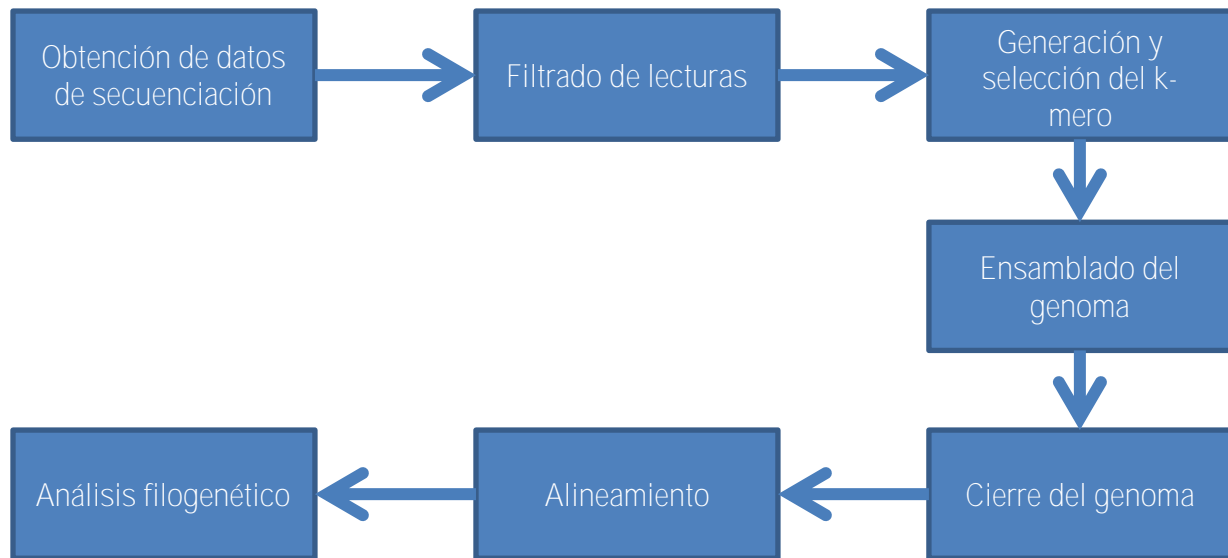 Obtención de datos
de secuenciación
Filtrado de lecturas
Generación y
selección del k-
mero
Ensamblado del
genoma
Cierre del genoma
Alineamiento
Análisis filogenético